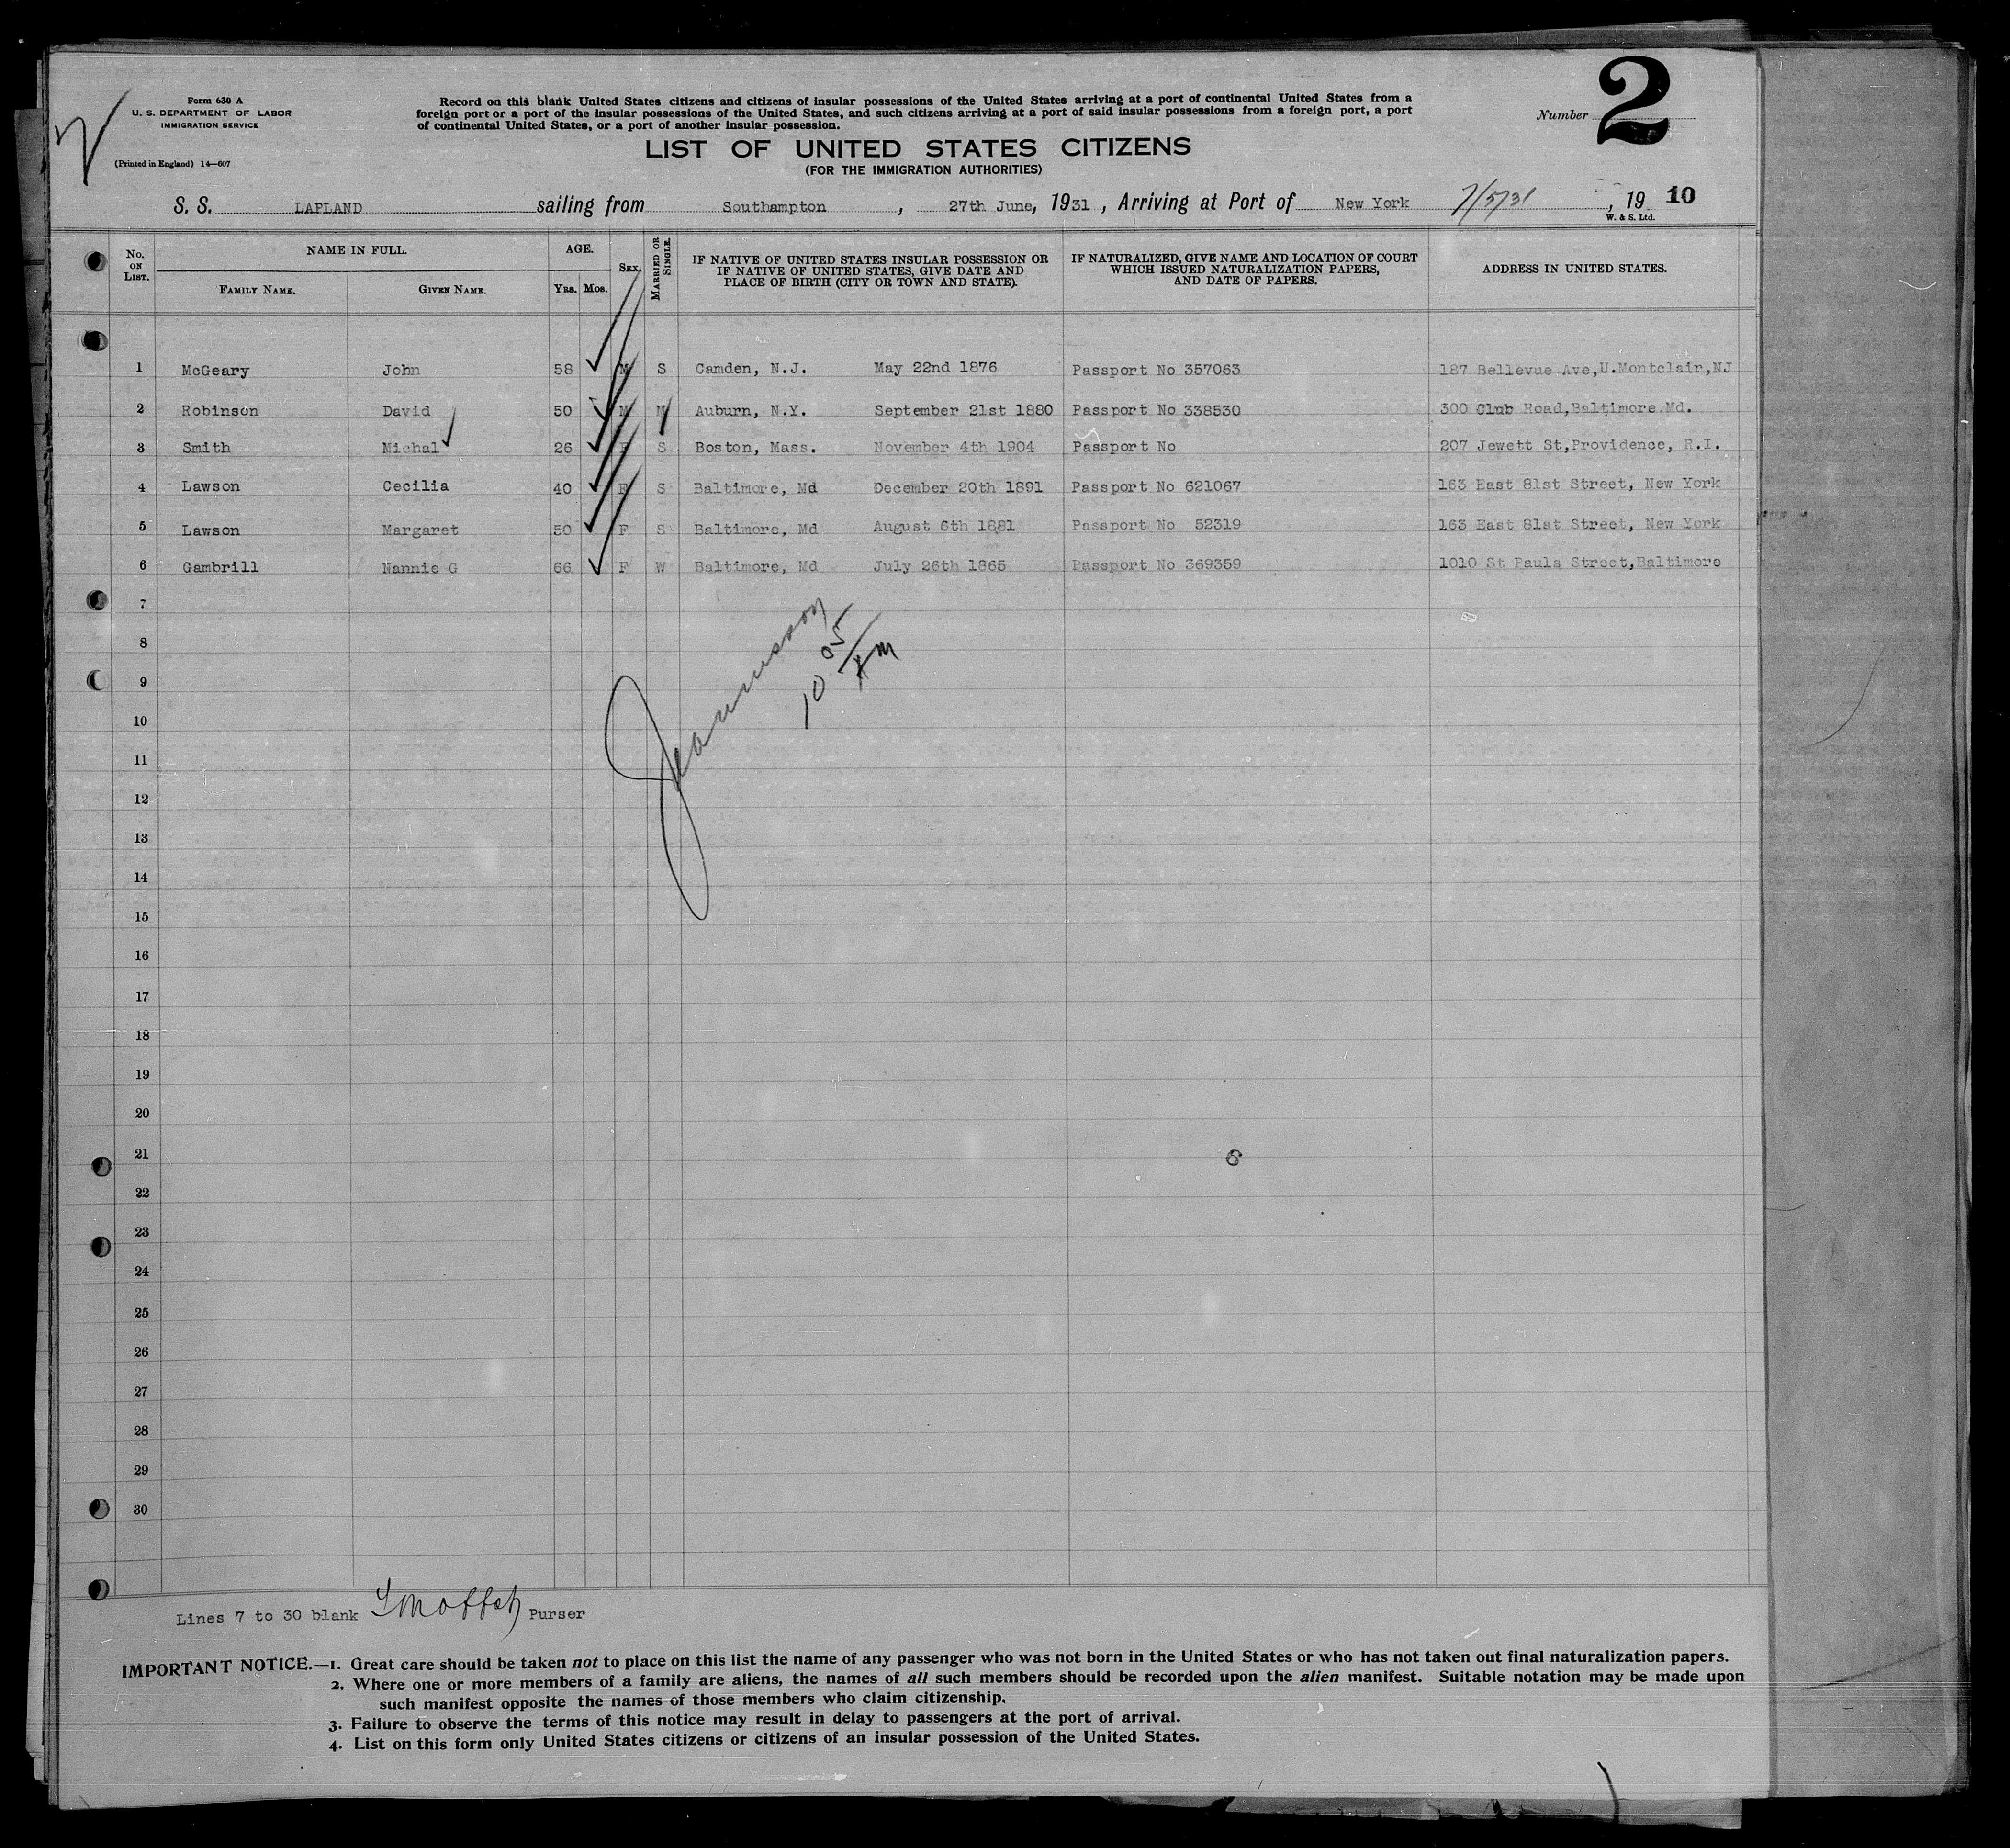 Form 630 A
U. S. DEPARTMENT OF LABOR
IMMIGRATION SERVICE
(Printed in England) 14—607
Record on this blank United States citizens and citizens of insular possessions of the United States arriving at a port of continental United States from a
foreign port or a port of the insular possessions of the United States, and such citizens arriving at a port of said insular possessions from a foreign port, a port
of continental United States, or a port of another insular possession.
Number 2
LIST OF UNITED STATES CITIZENS
(FOR THE IMMIGRATION AUTHORITIES)
S. S. LAPLAND sailing from Southampton, 27th June, 1931, Arriving at Port of New York 7/5/31, 19 10
W. & S. Ltd.
No. ON LIST. NAME IN FULL. AGE. SEX. MARRIED OR SINGLE. IF NATIVE OF UNITED STATES INSULAR POSSESSION OR IF NATIVE OF UNITED STATES, GIVE DATE AND PLACE OF BIRTH (CITY OR TOWN AND STATE). IF NATURALIZED, GIVE NAME AND LOCATION OF COURT WHICH ISSUED NATURALIZATION PAPERS, AND DATE OF PAPERS. ADDRESS IN UNITED STATES.
FAMILY NAME. GIVEN NAME. YRS. MOS.
1 McGeary John 58 M S Camden, N.J. May 22nd 1876 Passport No 357063 187 Bellevue Ave,U.Montclair,NJ
2 Robinson David 50 M M Auburn, N.Y. September 21st 1880 Passport No 338530 300 Club Road,Baltimore.Md.
3 Smith Michal 26 F S Boston, Mass. November 4th 1904 Passport No 207 Jewett St,Providence, R.I.
4 Lawson Cecilia 40 F S Baltimore, Md December 20th 1891 Passport No 621067 163 East 81st Street, New York
5 Lawson Margaret 50 F S Baltimore, Md August 6th 1881 Passport No 52319 163 East 81st Street, New York
6 Gambrill Nannie G 66 F W Baltimore, Md July 26th 1865 Passport No 369359 1010 St Pauls Street,Baltimore
7
8
9
10
11
12
13
14
15
16
17
18
19
20
21
22
23
24
25
26
27
28
29
30
10 05 AM
6
Lines 7 to 30 blank Purser
IMPORTANT NOTICE.—1. Great care should be taken not to place on this list the name of any passenger who was not born in the United States or who has not taken out final naturalization papers.
2. Where one or more members of a family are aliens, the names of all such members should be recorded upon the alien manifest. Suitable notation may be made upon
such manifest opposite the names of those members who claim citizenship.
3. Failure to observe the terms of this notice may result in delay to passengers at the port of arrival.
4. List on this form only United States citizens or citizens of an insular possession of the United States.